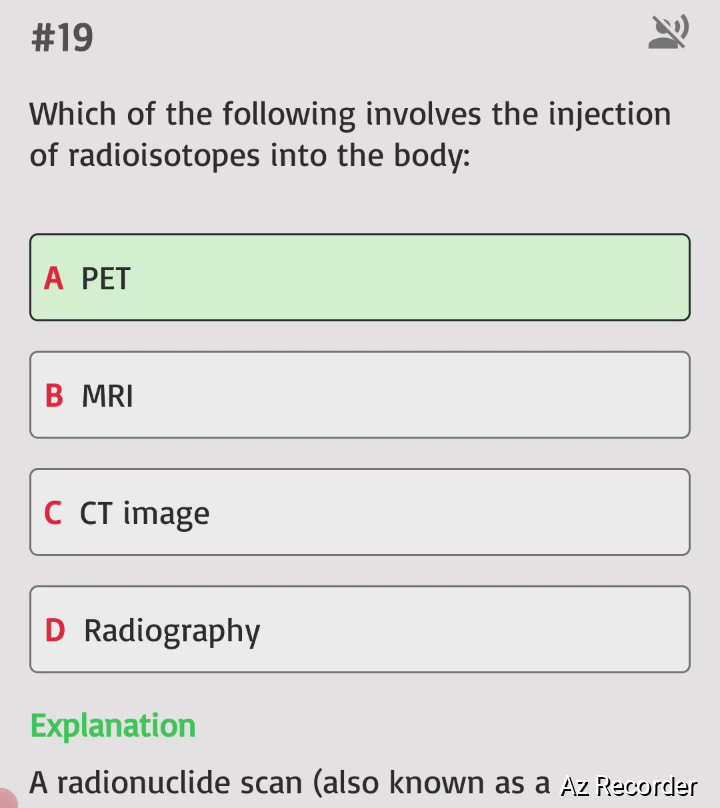 #19
Which of the following involves the injection
of radioisotopes into the body:
A PET
B MRI
C CT image
D Radiography
Explanation
A radionuclide scan (also known as a
Az Recorder